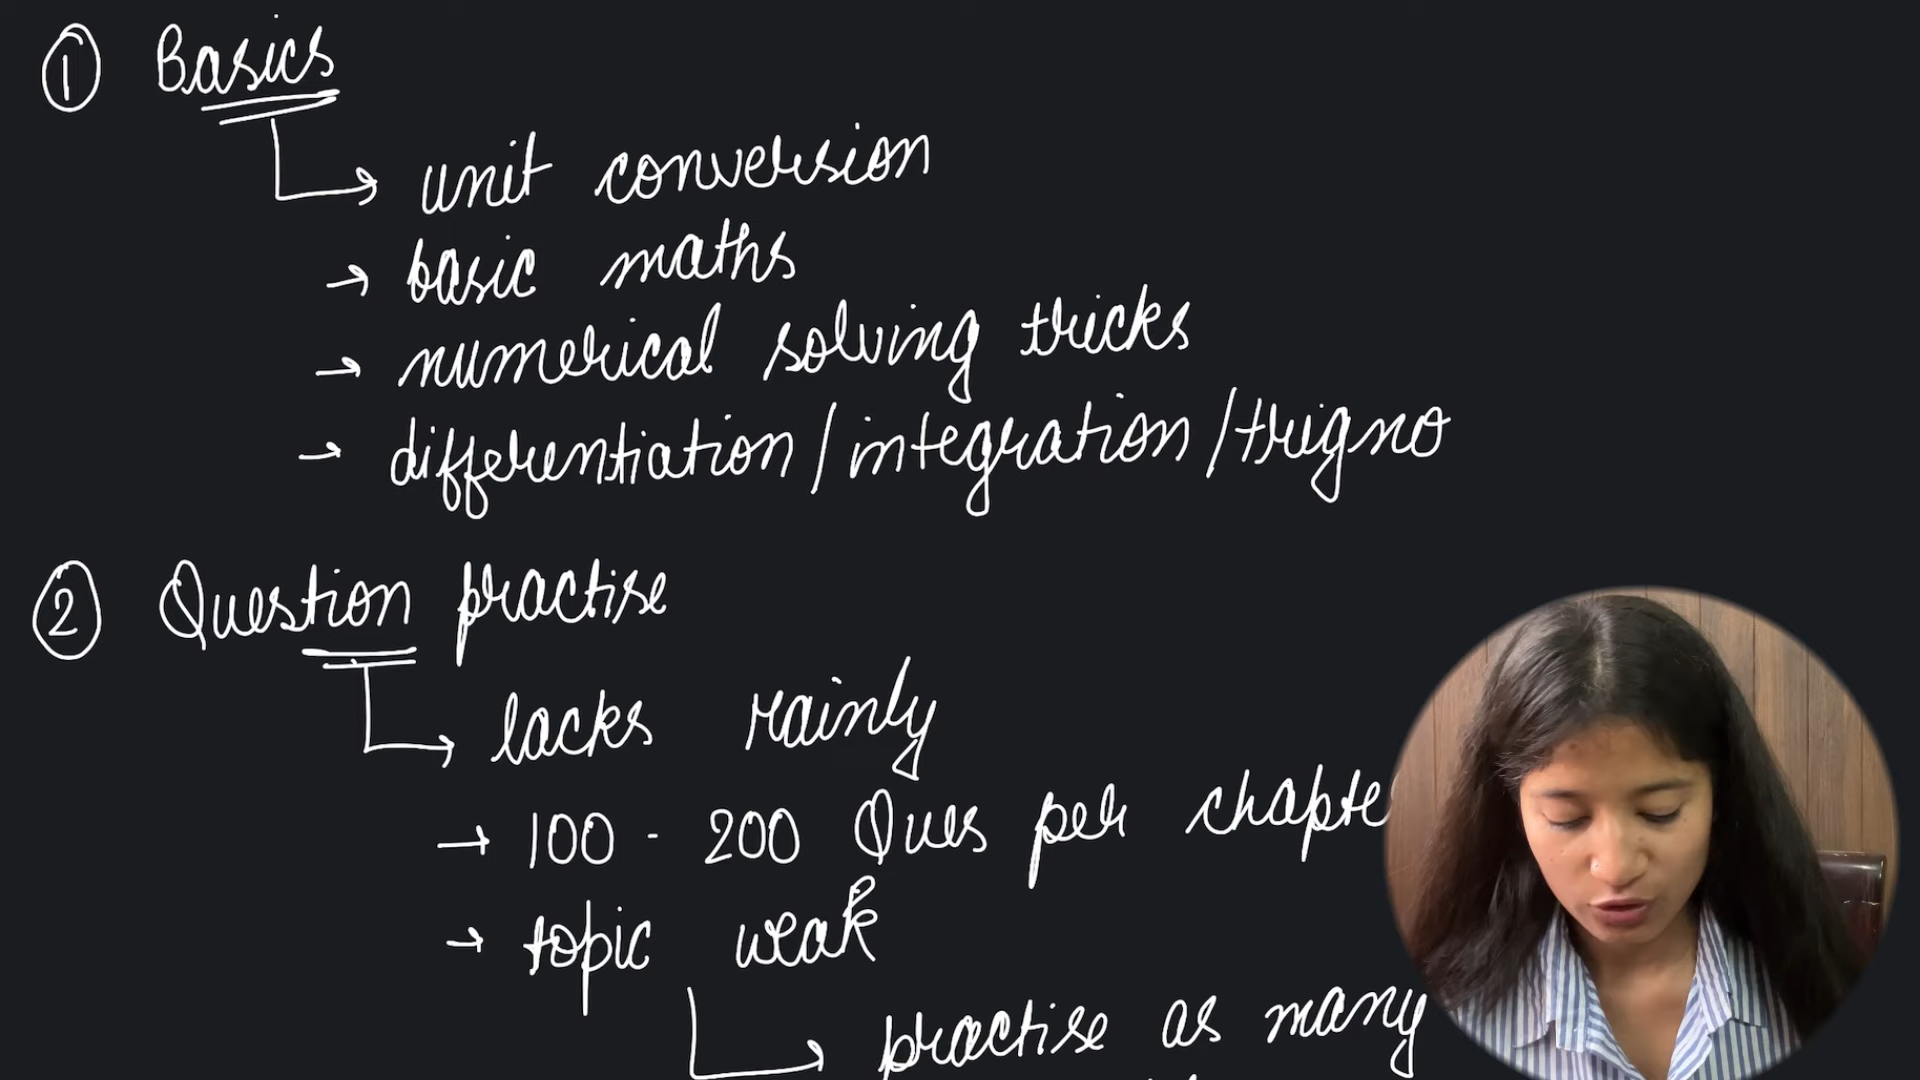 ① Basics
→ unit conversion
→ basic maths
→ numerical solving tricks
→ differentiation/integration/trigno
② Question practise
→ lacks mainly
→ 100 - 200 Ques per chapte
→ topic weak
→ practise as many